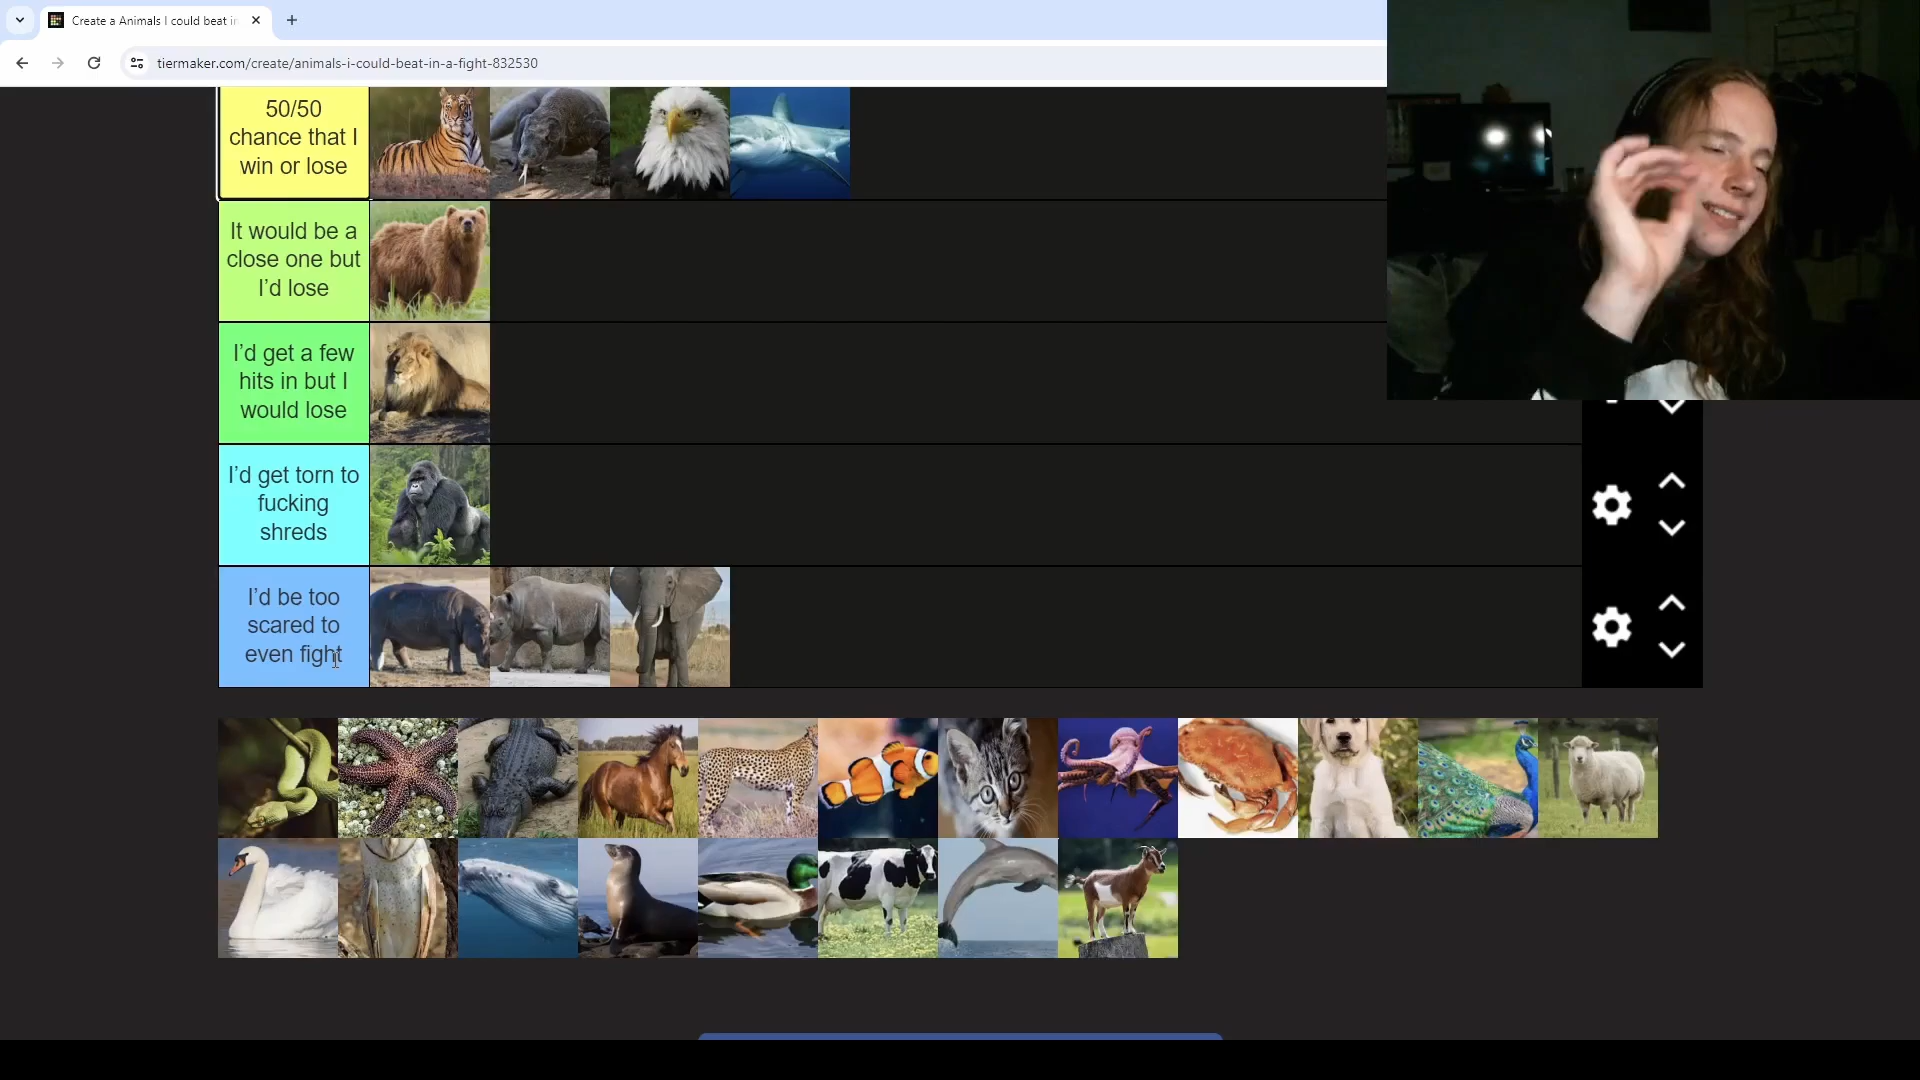 Create a Animals I could beat in
tiermaker.com/create/animals-i-could-beat-in-a-fight-832530
50/50
chance that I
win or lose
It would be a
close one but
I'd lose
I'd get a few
hits in but I
would lose
I'd get torn to
fucking
shreds
I'd be too
scared to
even fight